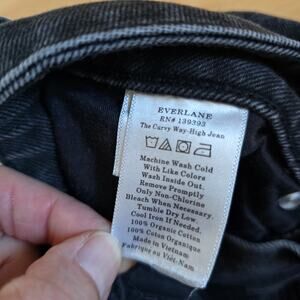 EVERLANE
RN# 139393
The Curvy Way-High Jean
Machine Wash Cold
With Like Colors
Wash Inside Out.
Remove Promptly
Only Non-Chlorine
Bleach When Necessary.
Tumble Dry Low.
Cool Iron If Needed.
100% Organic Cotton
100% Coton Organique
Made in Vietnam
Fabriqué au Viêt-Nam